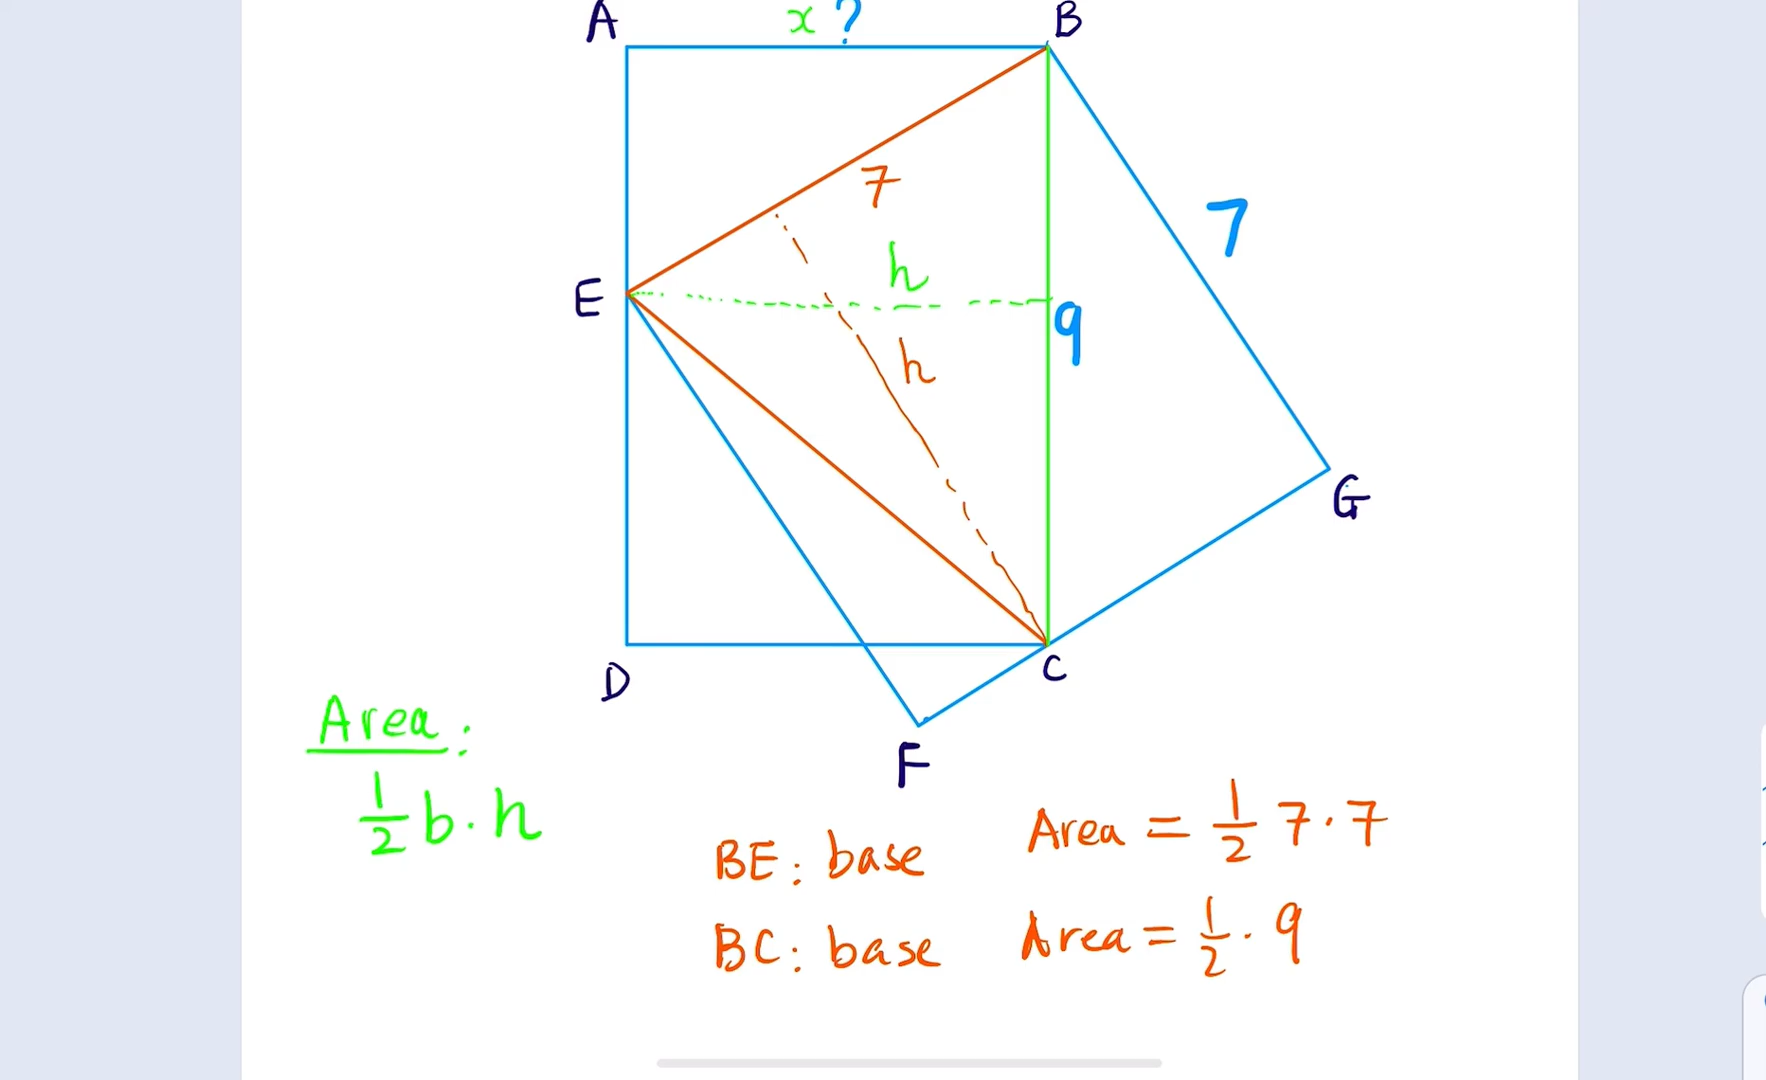 A x ? B
7
7
h
E
9
h
G
D
C
Area :
F
1/2 b · h
BE : base Area = 1/2 7 · 7
BC : base Area = 1/2 · 9